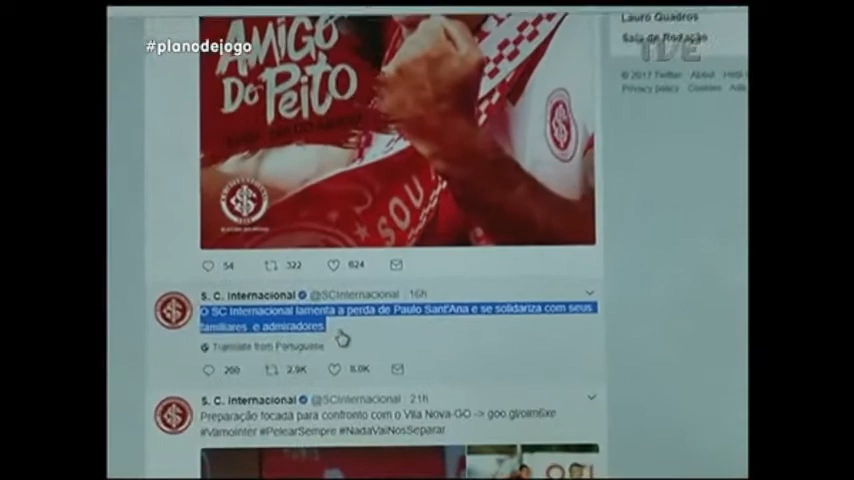 #planodejogo
Lauro Quadros
Sala de Redação
TVE
© 2017 Twitter About Help
Privacy policy Cookies Ads
AMIGO
DO PEITO
SOU
54 322 624
S. C. Internacional @SCInternacional · 16h
O SC Internacional lamenta a perda de Paulo Sant'Ana e se solidariza com seus
familiares e admiradores.
Translate from Portuguese
200 2.9K 8.0K
S. C. Internacional @SCInternacional · 21h
Preparação focada para confronto com o Vila Nova-GO -> goo.gl/oim6xe
#VamoInter #PelearSempre #NadaVaiNosSeparar